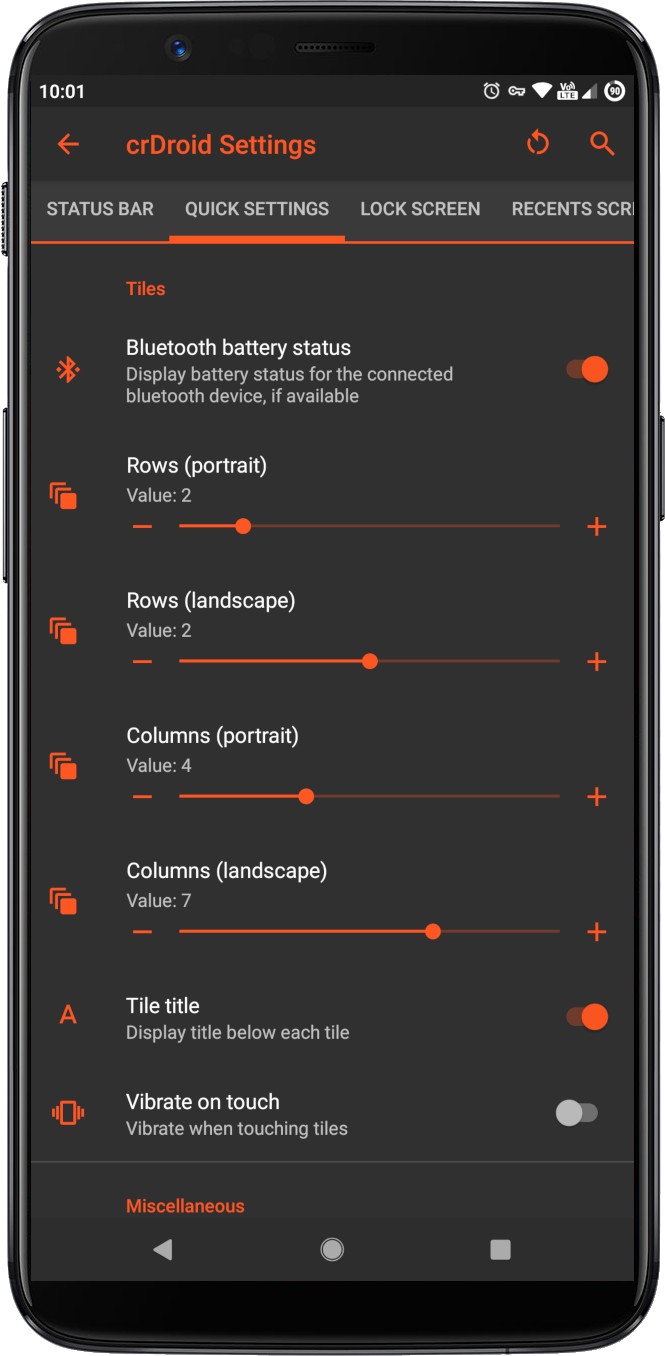 10:01
Vo)) LTE
90
crDroid Settings
STATUS BAR QUICK SETTINGS LOCK SCREEN RECENTS SCR
Tiles
Bluetooth battery status
Display battery status for the connected
bluetooth device, if available
Rows (portrait)
Value: 2
Rows (landscape)
Value: 2
Columns (portrait)
Value: 4
Columns (landscape)
Value: 7
A
Tile title
Display title below each tile
Vibrate on touch
Vibrate when touching tiles
Miscellaneous